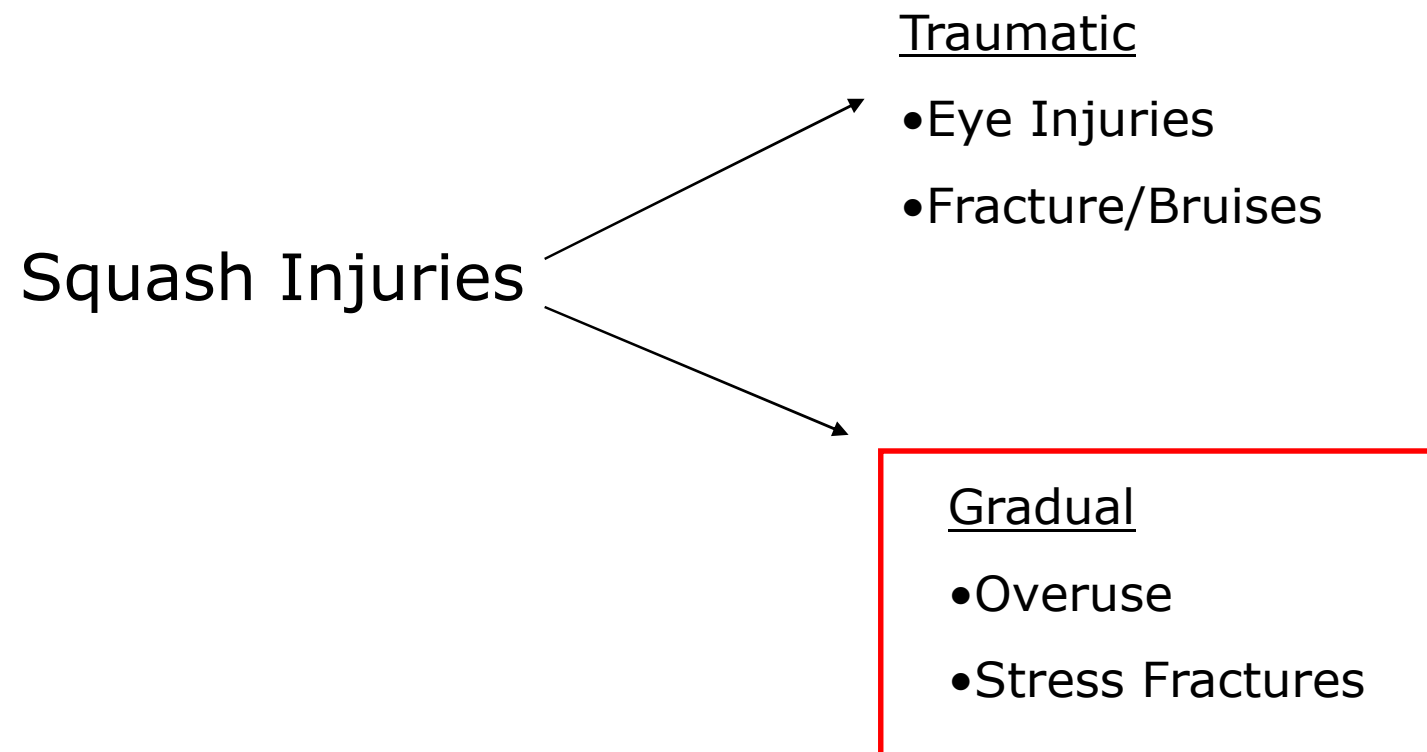 Squash Injuries
Traumatic
•Eye Injuries
•Fracture/Bruises
Gradual
•Overuse
•Stress Fractures